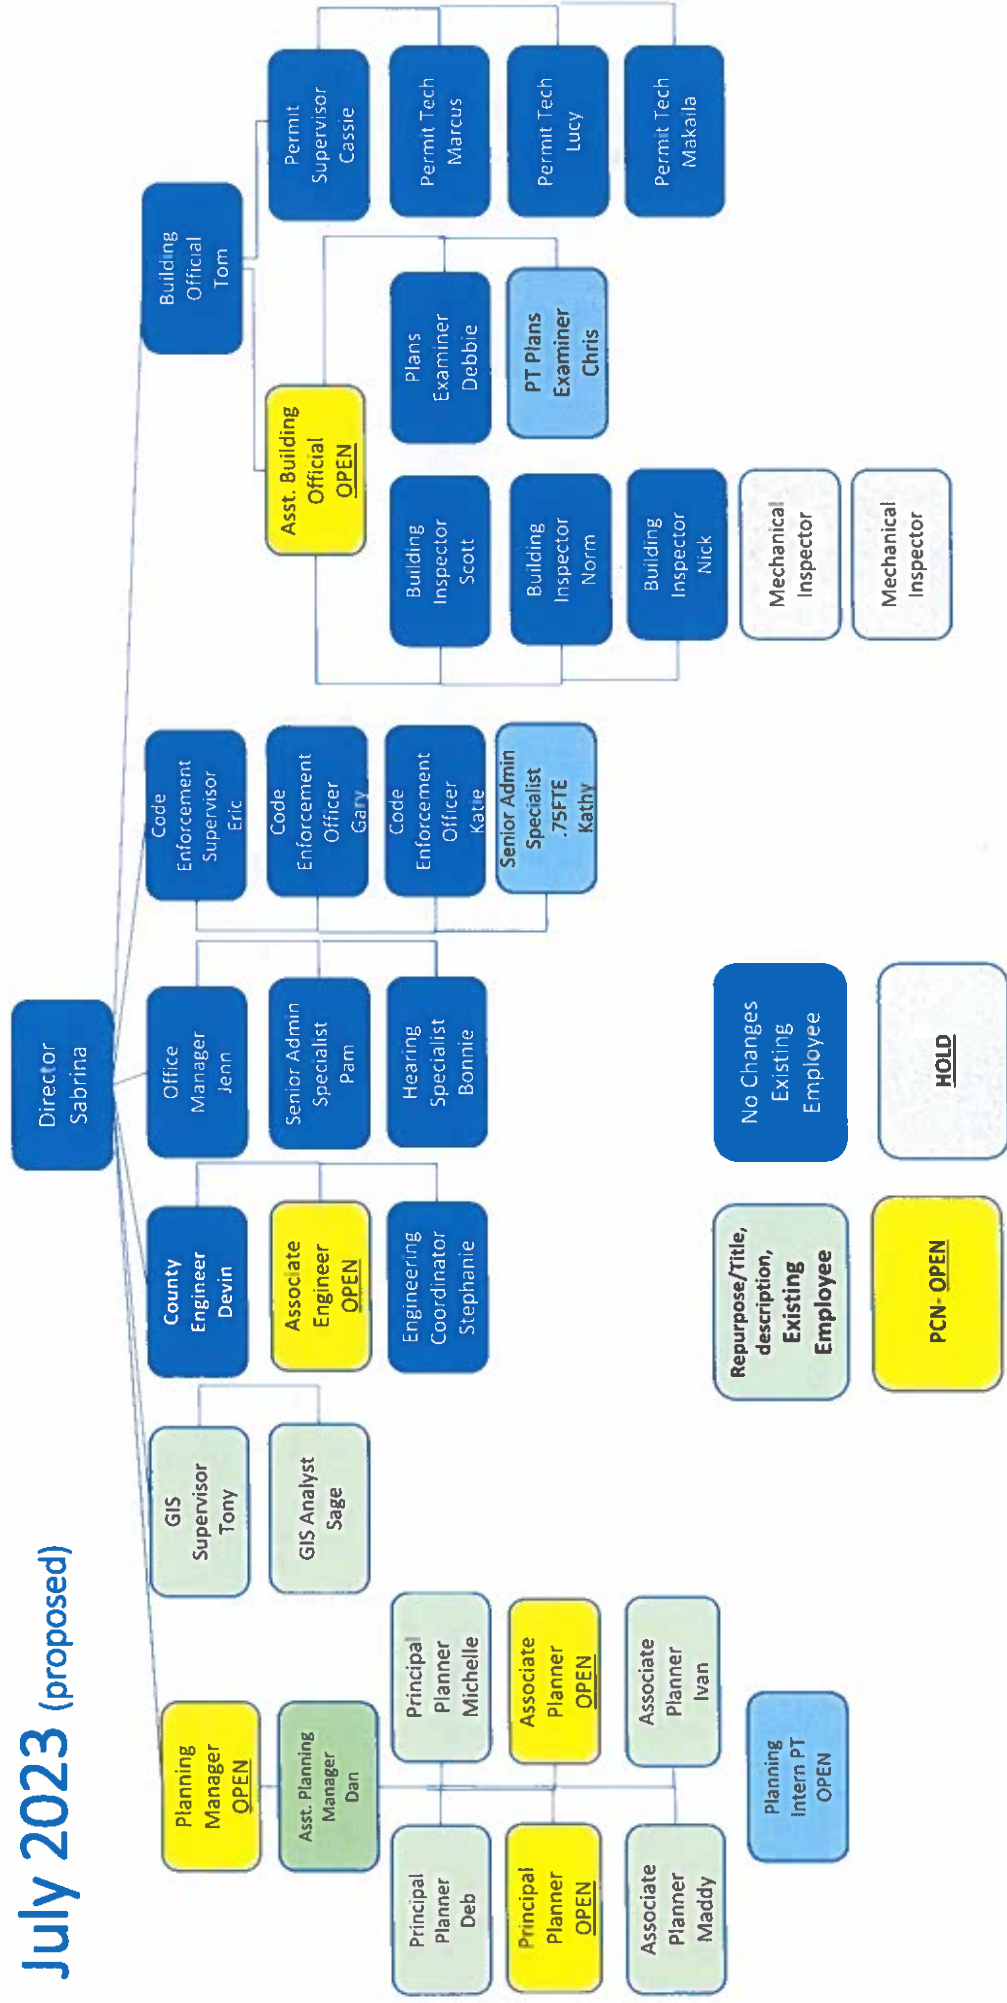 July 2023 (proposed)
Director
Sabrina
Planning
Manager
OPEN
Asst. Planning
Manager
Dan
Principal
Planner
Deb
Principal
Planner
Michelle
Principal
Planner
OPEN
Associate
Planner
OPEN
Associate
Planner
Maddy
Associate
Planner
Ivan
Planning
Intern PT
OPEN
GIS
Supervisor
Tony
GIS Analyst
Sage
County
Engineer
Devin
Associate
Engineer
OPEN
Engineering
Coordinator
Stephanie
Office
Manager
Jenn
Senior Admin
Specialist
Pam
Hearing
Specialist
Bonnie
Code
Enforcement
Supervisor
Eric
Code
Enforcement
Officer
Gary
Code
Enforcement
Officer
Katie
Senior Admin
Specialist
.75FTE
Kathy
Building
Official
Tom
Asst. Building
Official
OPEN
Building
Inspector
Scott
Building
Inspector
Norm
Building
Inspector
Nick
Mechanical
Inspector
Mechanical
Inspector
Plans
Examiner
Debbie
PT Plans
Examiner
Chris
Permit
Supervisor
Cassie
Permit Tech
Marcus
Permit Tech
Lucy
Permit Tech
Makaila
Repurpose/Title,
description,
Existing
Employee
No Changes
Existing
Employee
PCN- OPEN
HOLD